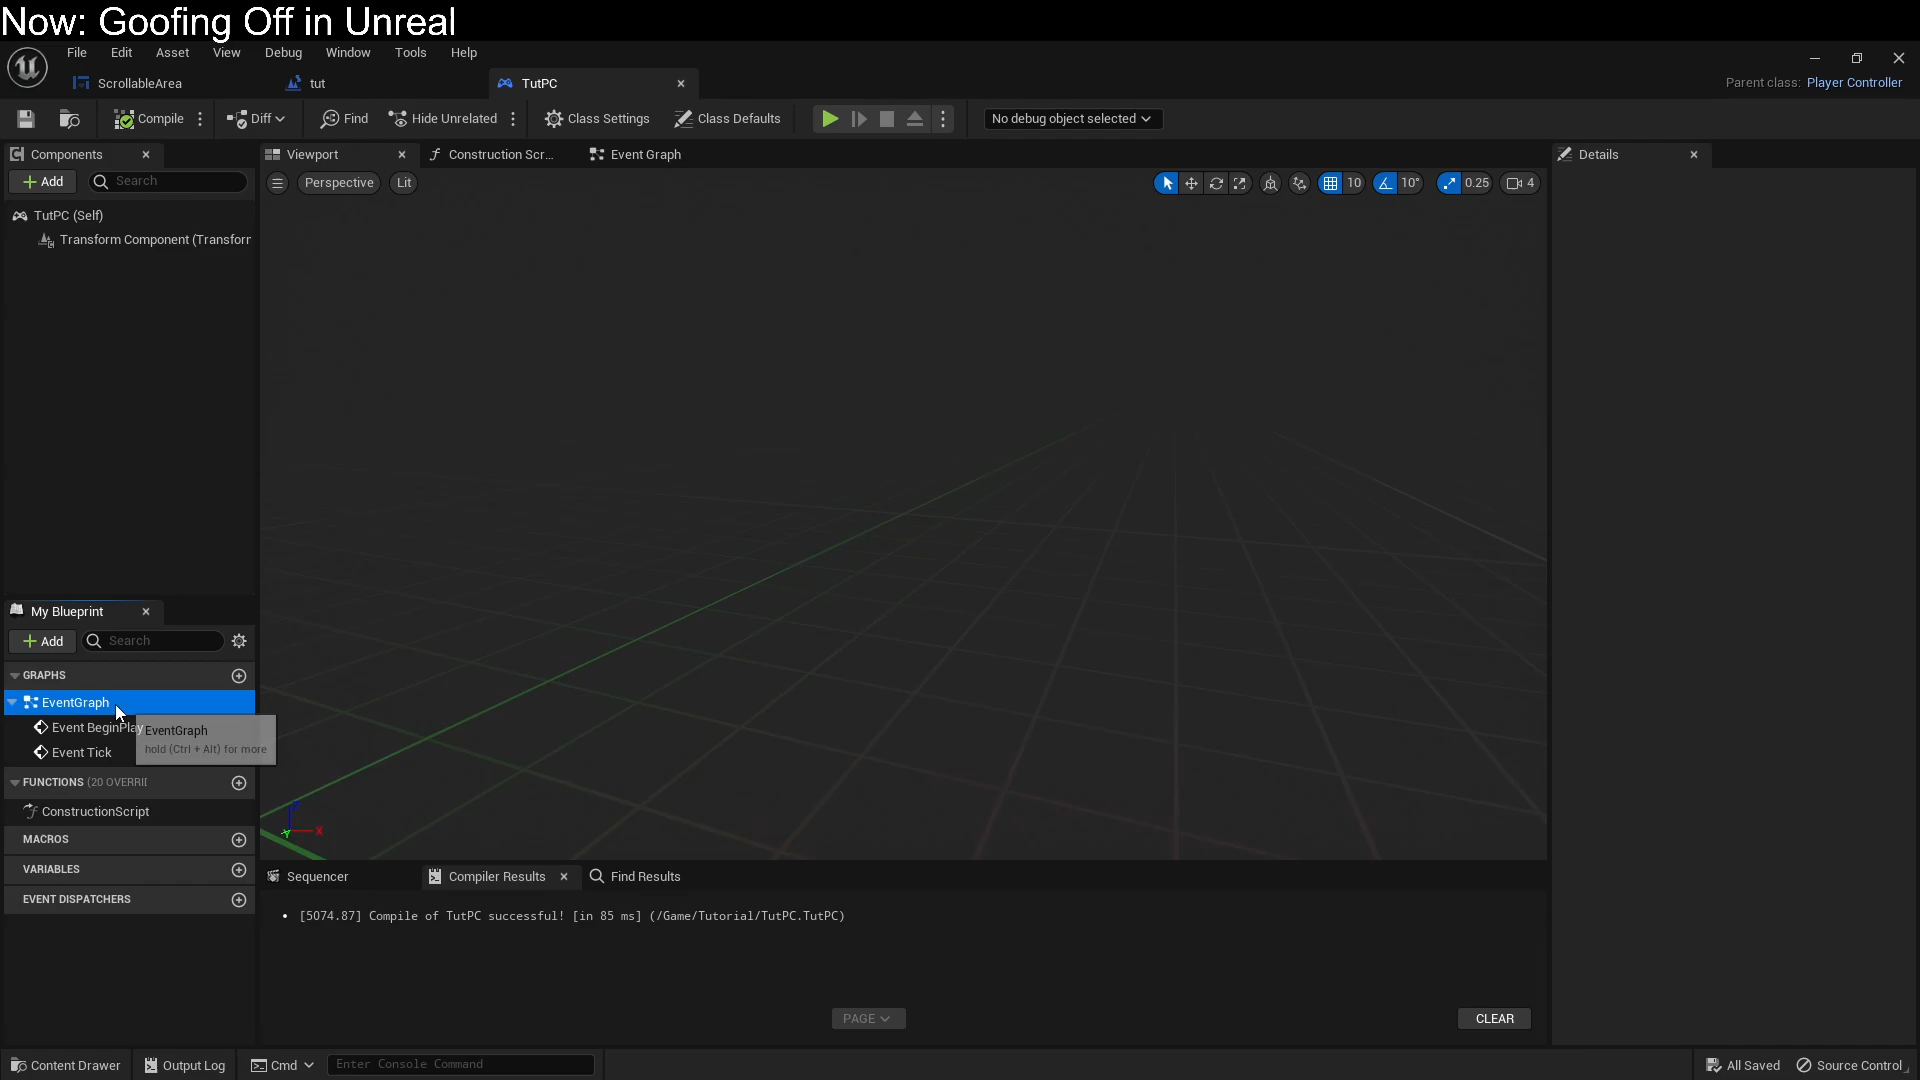 Now: Goofing Off in Unreal
File Edit Asset View Debug Window Tools Help
ScrollableArea tut TutPC
Parent class: Player Controller
Compile Diff Find Hide Unrelated Class Settings Class Defaults No debug object selected
Components Viewport Construction Scr... Event Graph Details
Add Search Perspective Lit 10 10° 0.25 4
TutPC (Self)
Transform Component (Transform
My Blueprint
Add Search
GRAPHS
EventGraph
Event BeginPlay
EventGraph
hold (Ctrl + Alt) for more
Event Tick
FUNCTIONS (20 OVERRI
ConstructionScript
MACROS
VARIABLES
EVENT DISPATCHERS
X
Y
Sequencer Compiler Results Find Results
[5074.87] Compile of TutPC successful! [in 85 ms] (/Game/Tutorial/TutPC.TutPC)
PAGE CLEAR
Content Drawer Output Log Cmd Enter Console Command All Saved Source Control